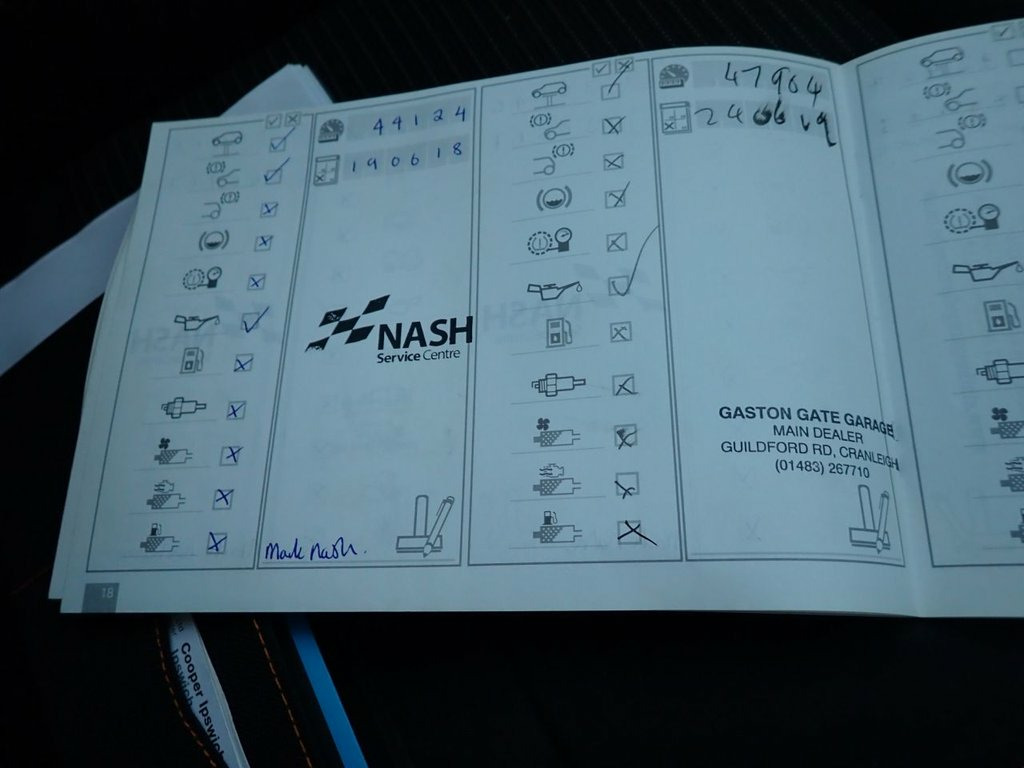 44124
190618
NASH
Service Centre
Mark Nash.
47904
GASTON GATE GARAGE
MAIN DEALER
GUILDFORD RD, CRANLEIGH
(01483) 267710
18
Cooper Ipswich
Ipswich